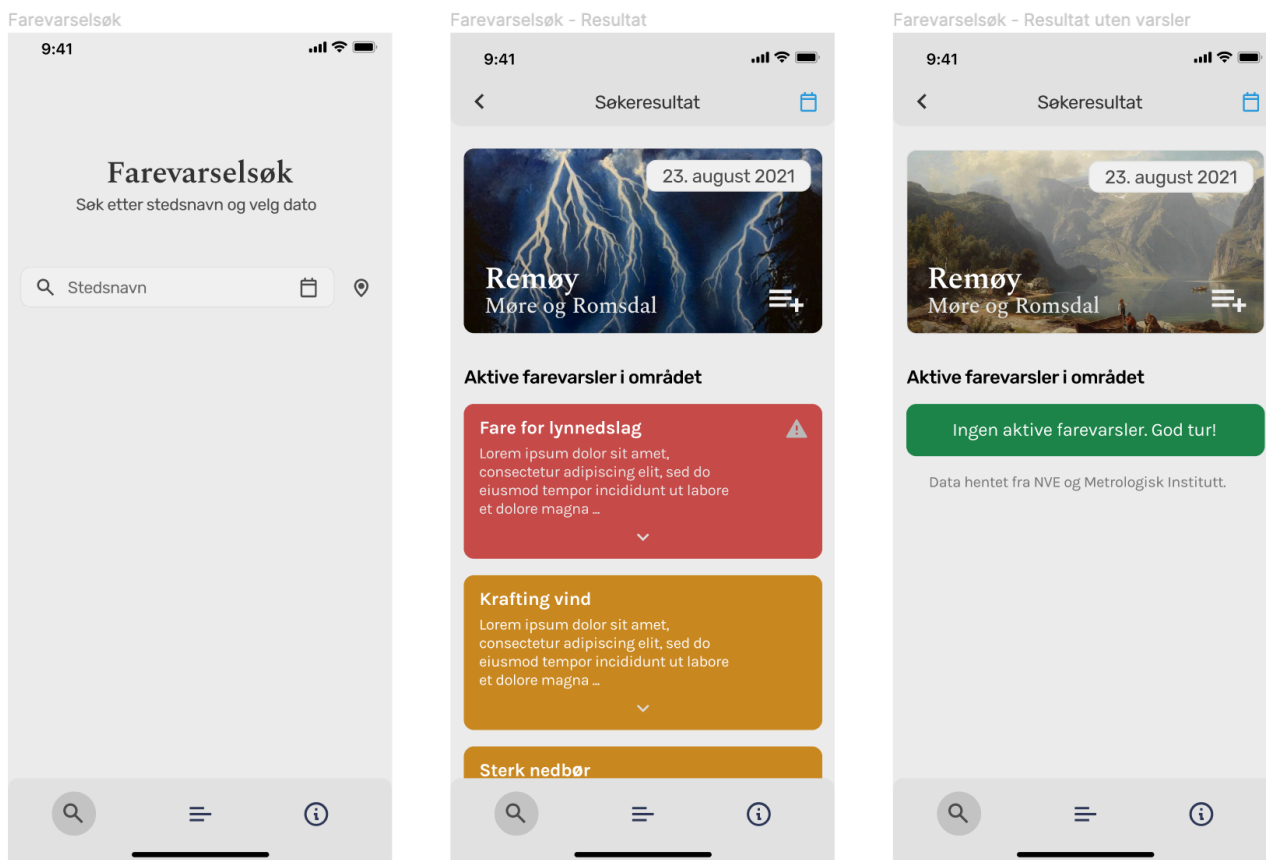 Farevarselsøk
9:41
Farevarselsøk
Søk etter stedsnavn og velg dato
Stedsnavn
Farevarselsøk - Resultat
9:41
Søkeresultat
23. august 2021
Remøy
Møre og Romsdal
Aktive farevarsler i området
Fare for lynnedslag
Lorem ipsum dolor sit amet,
consectetur adipiscing elit, sed do
eiusmod tempor incididunt ut labore
et dolore magna ...
Krafting vind
Lorem ipsum dolor sit amet,
consectetur adipiscing elit, sed do
eiusmod tempor incididunt ut labore
et dolore magna ...
Sterk nedbør
Farevarselsøk - Resultat uten varsler
9:41
Søkeresultat
23. august 2021
Remøy
Møre og Romsdal
Aktive farevarsler i området
Ingen aktive farevarsler. God tur!
Data hentet fra NVE og Metrologisk Institutt.